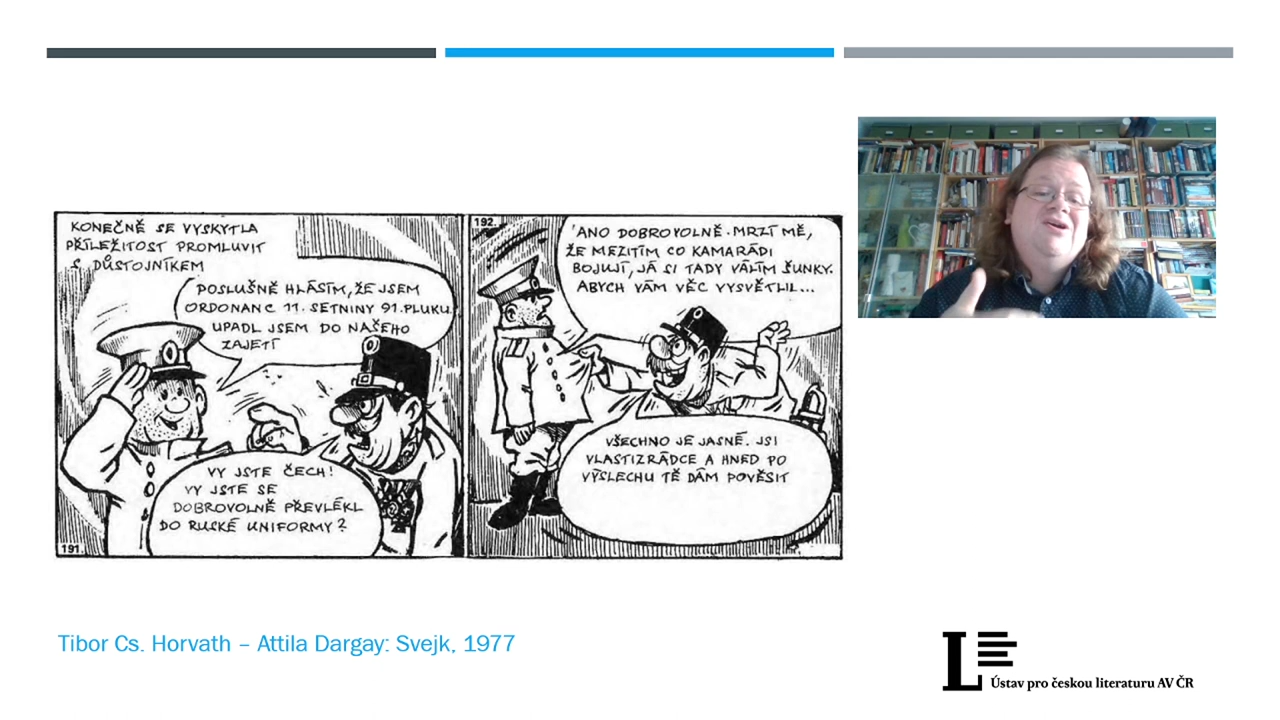 KONEČNĚ SE VYSKYTLA
PŘÍLEŽITOST PROMLUVIT
S DŮSTOJNÍKEM
POSLUŠNĚ HLÁSÍM, ŽE JSEM
ORDONANC 11. SETNINY 91. PLUKU
UPADL JSEM DO NAŠEHO
ZAJETÍ
VY JSTE ČECH!
VY JSTE SE
DOBROVOLNĚ PŘEVLÉKL
DO RUSKÉ UNIFORMY?
191.
192.
'ANO DOBROVOLNĚ. MRZÍ MĚ,
ŽE MEZITÍM CO KAMARÁDI
BOJUJÍ, JÁ SI TADY VÁLÍM ŠUNKY.
ABYCH VÁM VĚC VYSVĚTLIL...
VŠECHNO JE JASNÉ. JSI
VLASTIZRÁDCE A HNED PO
VÝSLECHU TĚ DÁM POVĚSIT
Tibor Cs. Horvath – Attila Dargay: Svejk, 1977
Ústav pro českou literaturu AV ČR